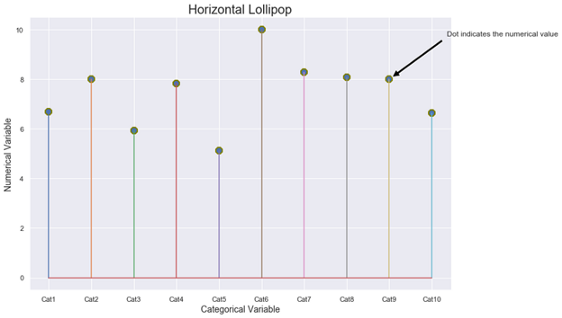 Horizontal Lollipop
Dot indicates the numerical value
10
8
6
4
2
0
Numerical Variable
Cat1 Cat2 Cat3 Cat4 Cat5 Cat6 Cat7 Cat8 Cat9 Cat10
Categorical Variable